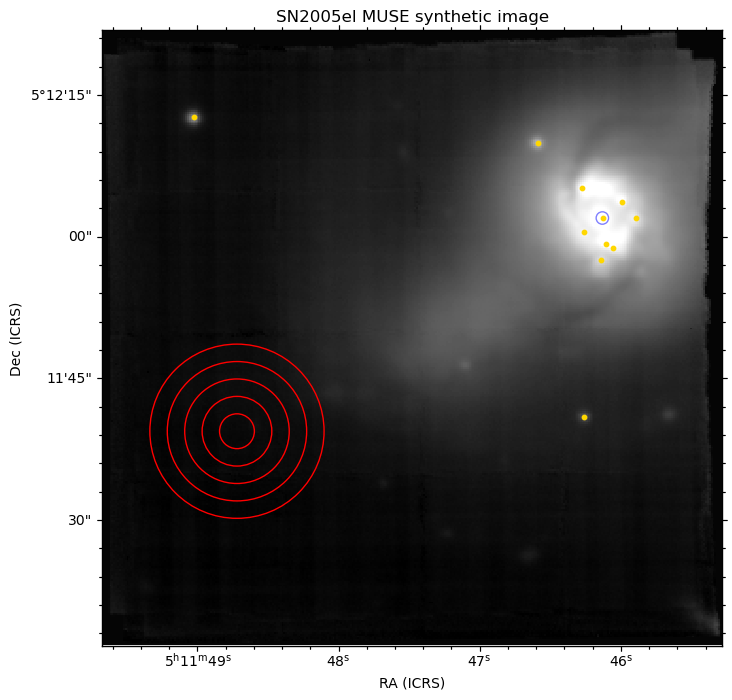 SN2005el MUSE synthetic image
5°12'15"
00"
11'45"
30"
Dec (ICRS)
5ʰ11ᵐ49ˢ 48ˢ 47ˢ 46ˢ
RA (ICRS)